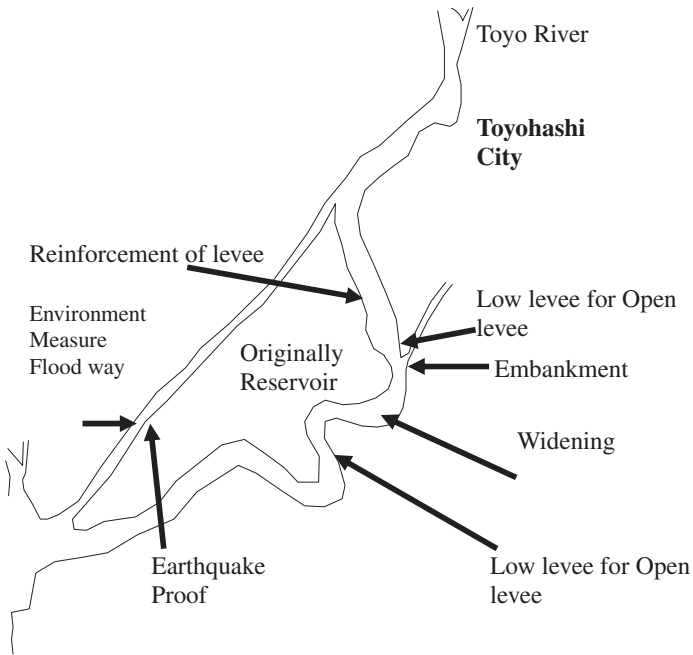 Toyo River
Toyohashi
City
Reinforcement of levee
Environment
Measure
Flood way
Originally
Reservoir
Low levee for Open
levee
Embankment
Widening
Earthquake
Proof
Low levee for Open
levee